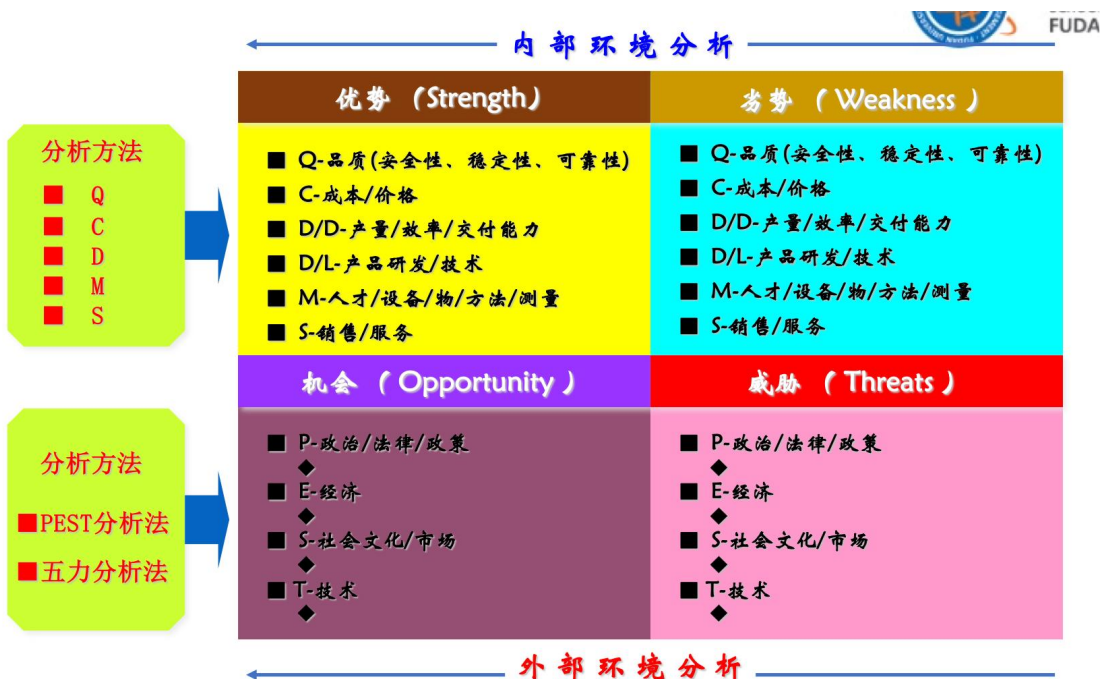 FUDA
内部环境分析
优势 (Strength)
劣势 ( Weakness )
分析方法
■ Q
■ C
■ D
■ M
■ S
■ Q-品质(安全性、稳定性、可靠性)
■ C-成本/价格
■ D/D-产量/效率/交付能力
■ D/L-产品研发/技术
■ M-人才/设备/物/方法/测量
■ S-销售/服务
■ Q-品质(安全性、稳定性、可靠性)
■ C-成本/价格
■ D/D-产量/效率/交付能力
■ D/L-产品研发/技术
■ M-人才/设备/物/方法/测量
■ S-销售/服务
机会 ( Opportunity )
威胁 ( Threats )
分析方法
■PEST分析法
■五力分析法
■ P-政治/法律/政策
◆
■ E-经济
◆
■ S-社会文化/市场
◆
■ T-技术
◆
■ P-政治/法律/政策
◆
■ E-经济
◆
■ S-社会文化/市场
◆
■ T-技术
◆
外部环境分析